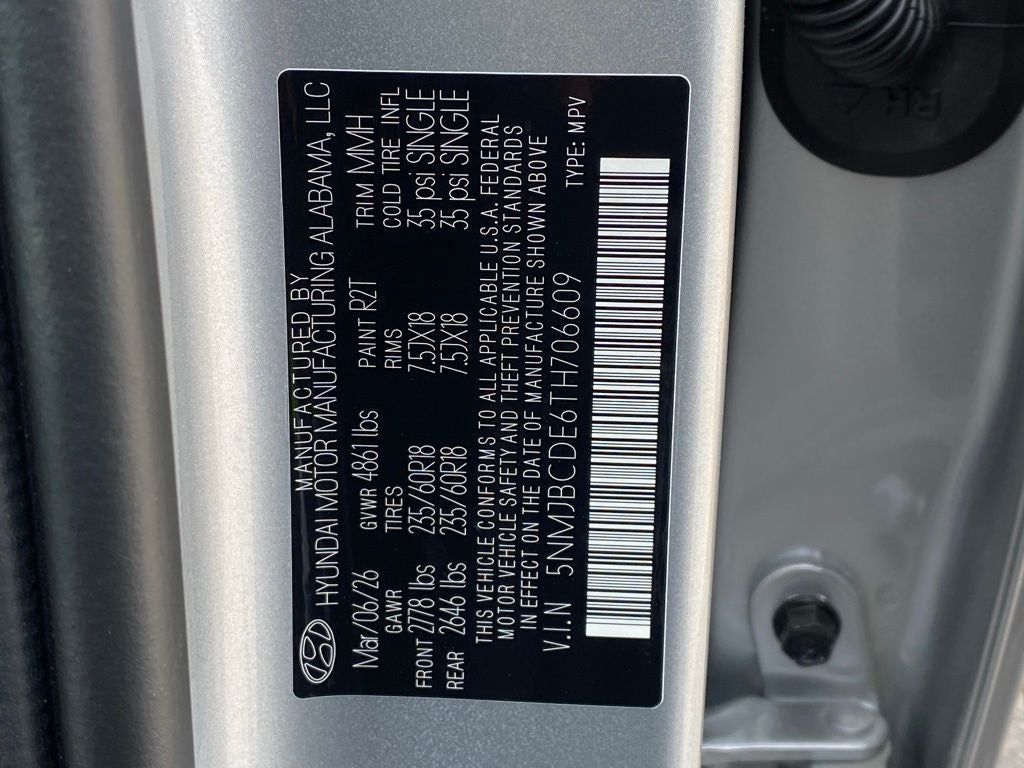 MANUFACTURED BY
HYUNDAI MOTOR MANUFACTURING ALABAMA, LLC
Mar/06/26 GVWR 4861 lbs PAINT R2T TRIM MMH
GAWR TIRES RIMS COLD TIRE INFL
FRONT 2778 lbs 235/60R18 7.5JX18 35 psi SINGLE
REAR 2646 lbs 235/60R18 7.5JX18 35 psi SINGLE
THIS VEHICLE CONFORMS TO ALL APPLICABLE U.S.A. FEDERAL
MOTOR VEHICLE SAFETY AND THEFT PREVENTION STANDARDS
IN EFFECT ON THE DATE OF MANUFACTURE SHOWN ABOVE
V.I.N 5NMJBCDE6TH706609 TYPE: MPV
RH